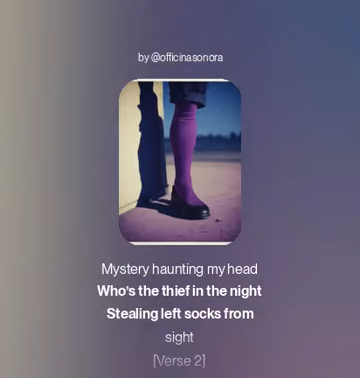 by @officinasonora
Mystery haunting my head
Who's the thief in the night
Stealing left socks from
sight
[Verse 2]